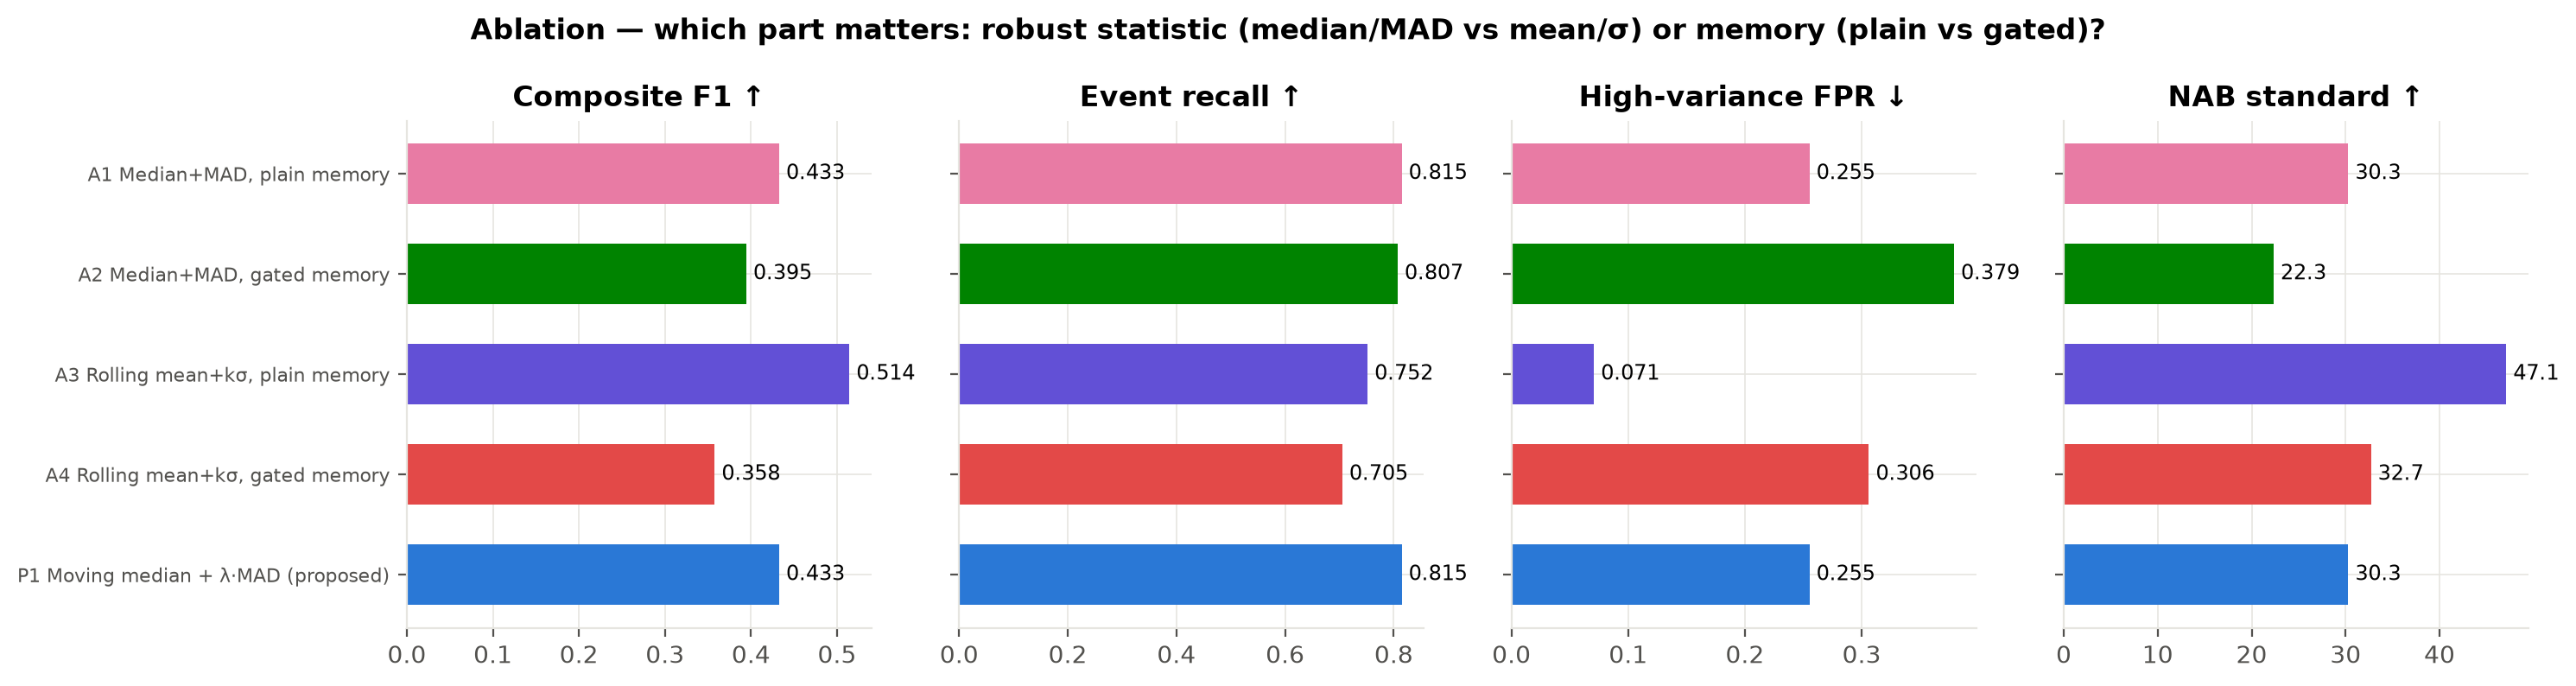 Ablation — which part matters: robust statistic (median/MAD vs mean/σ) or memory (plain vs gated)?
Composite F1 ↑
Event recall ↑
High-variance FPR ↓
NAB standard ↑
A1 Median+MAD, plain memory
0.433
0.815
0.255
30.3
A2 Median+MAD, gated memory
0.395
0.807
0.379
22.3
A3 Rolling mean+kσ, plain memory
0.514
0.752
0.071
47.1
A4 Rolling mean+kσ, gated memory
0.358
0.705
0.306
32.7
P1 Moving median + λ·MAD (proposed)
0.433
0.815
0.255
30.3
0.0 0.1 0.2 0.3 0.4 0.5
0.0 0.2 0.4 0.6 0.8
0.0 0.1 0.2 0.3
0 10 20 30 40